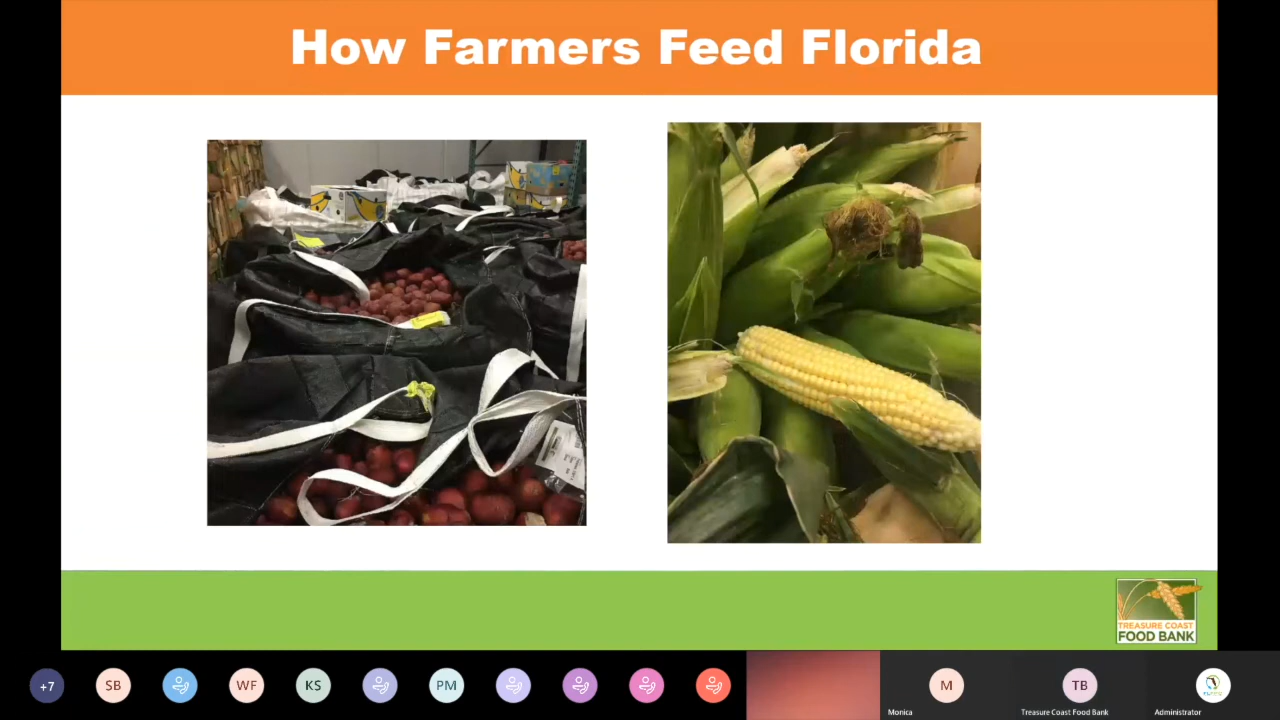 How Farmers Feed Florida
TREASURE COAST
FOOD BANK
+7
SB
WF
KS
PM
M
TB
Monica
Treasure Coast Food Bank
Administrator